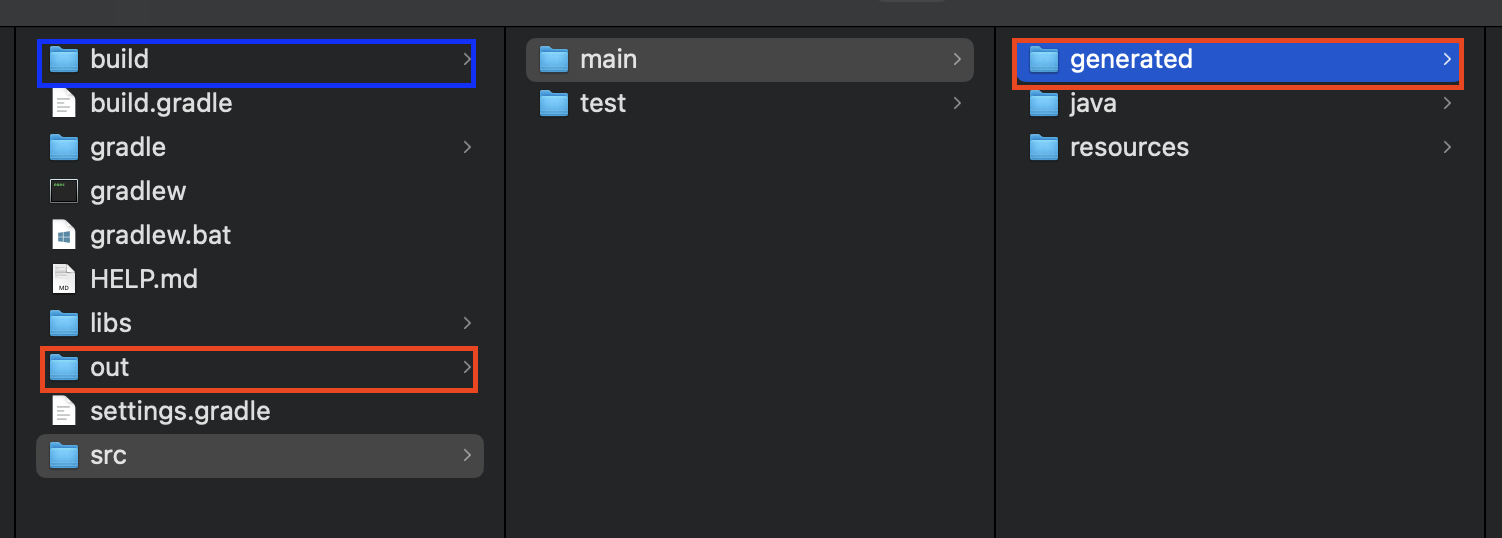 build
build.gradle
gradle
gradlew
gradlew.bat
HELP.md
libs
out
settings.gradle
src
main
test
generated
java
resources